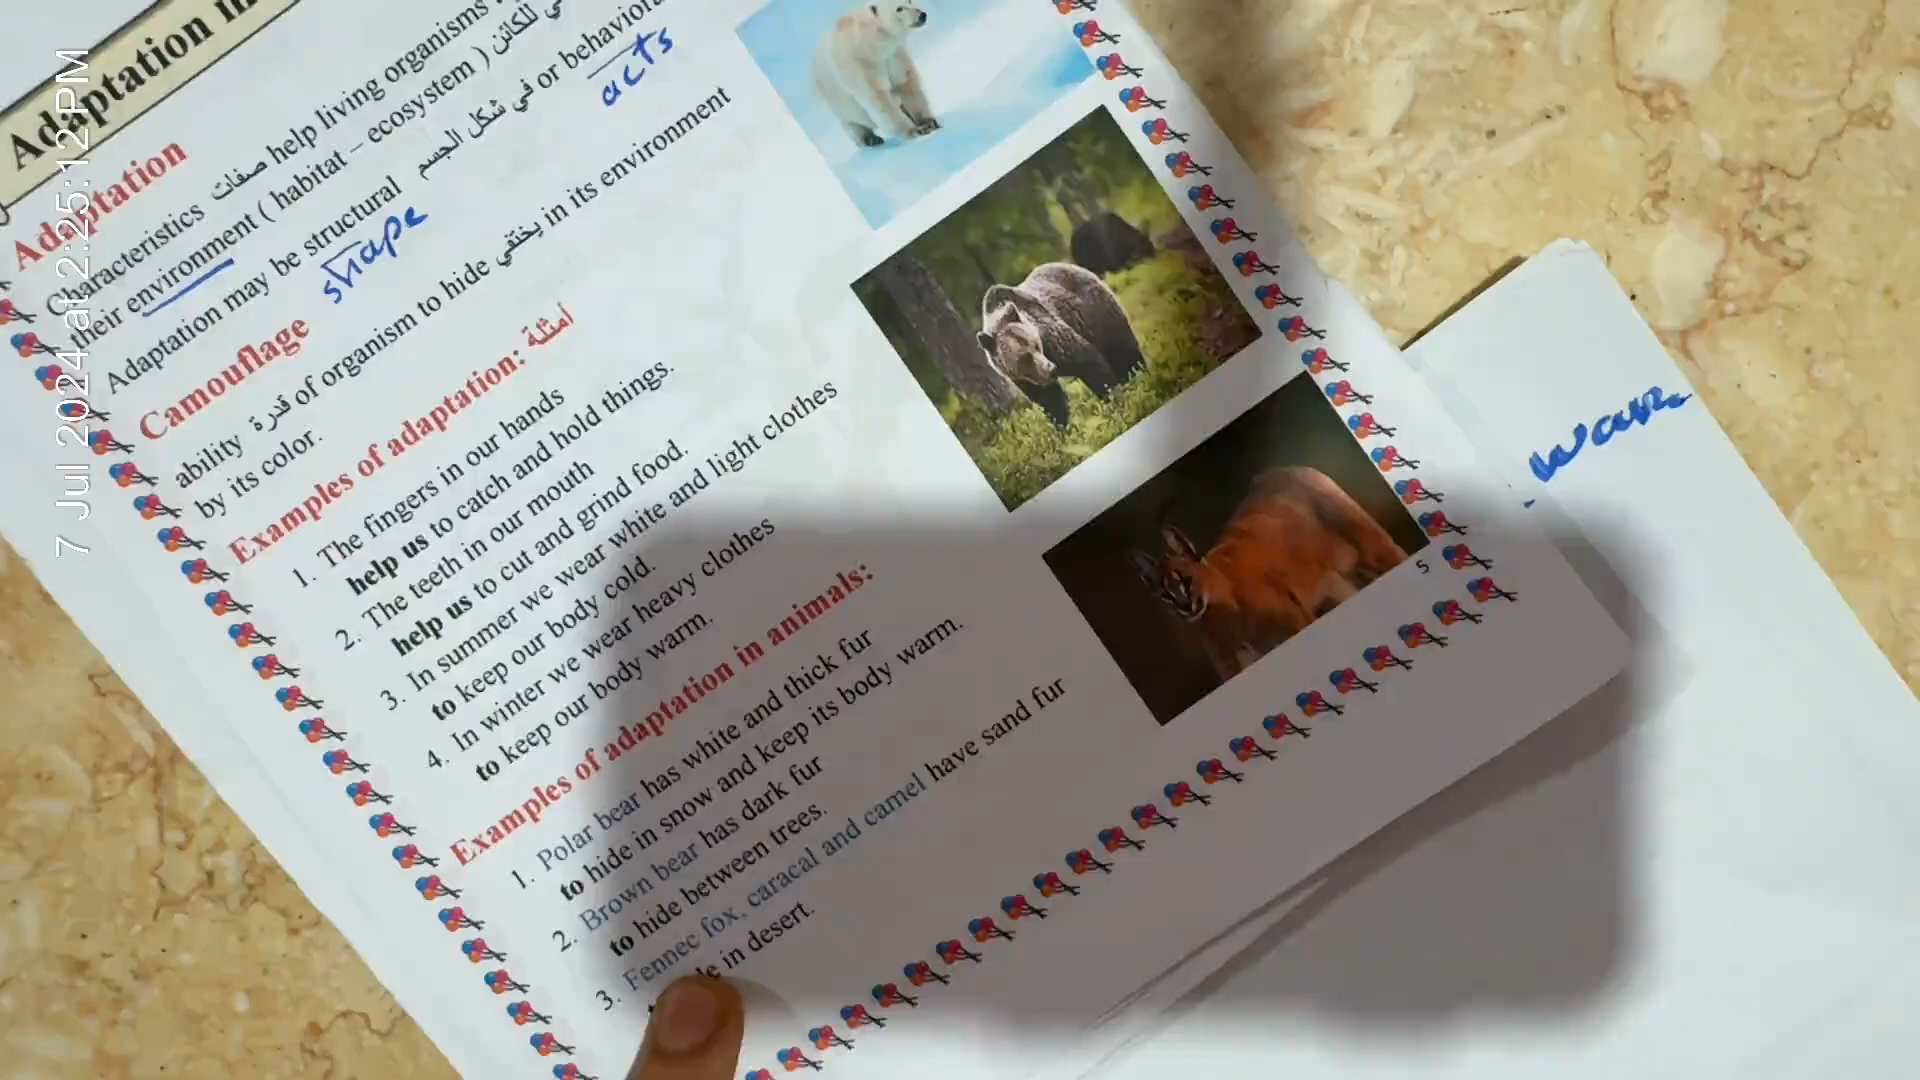 Adaptation in
Adaptation
Characteristics صفات help living organisms
their environment ( habitat – ecosystem )
Adaptation may be structural في شكل الجسم or behaviora
shape
acts
Camouflage
ability قدرة of organism to hide يختفي in its environment
by its color.
Examples of adaptation: أمثلة
1. The fingers in our hands
help us to catch and hold things.
2. The teeth in our mouth
help us to cut and grind food.
3. In summer we wear white and light clothes
to keep our body cold.
4. In winter we wear heavy clothes
to keep our body warm.
Examples of adaptation in animals:
1. Polar bear has white and thick fur
to hide in snow and keep its body warm.
2. Brown bear has dark fur
to hide between trees.
3. Fennec fox, caracal and camel have sand fur
in desert.
5
7 Jul 2024 at 2:25:12 PM